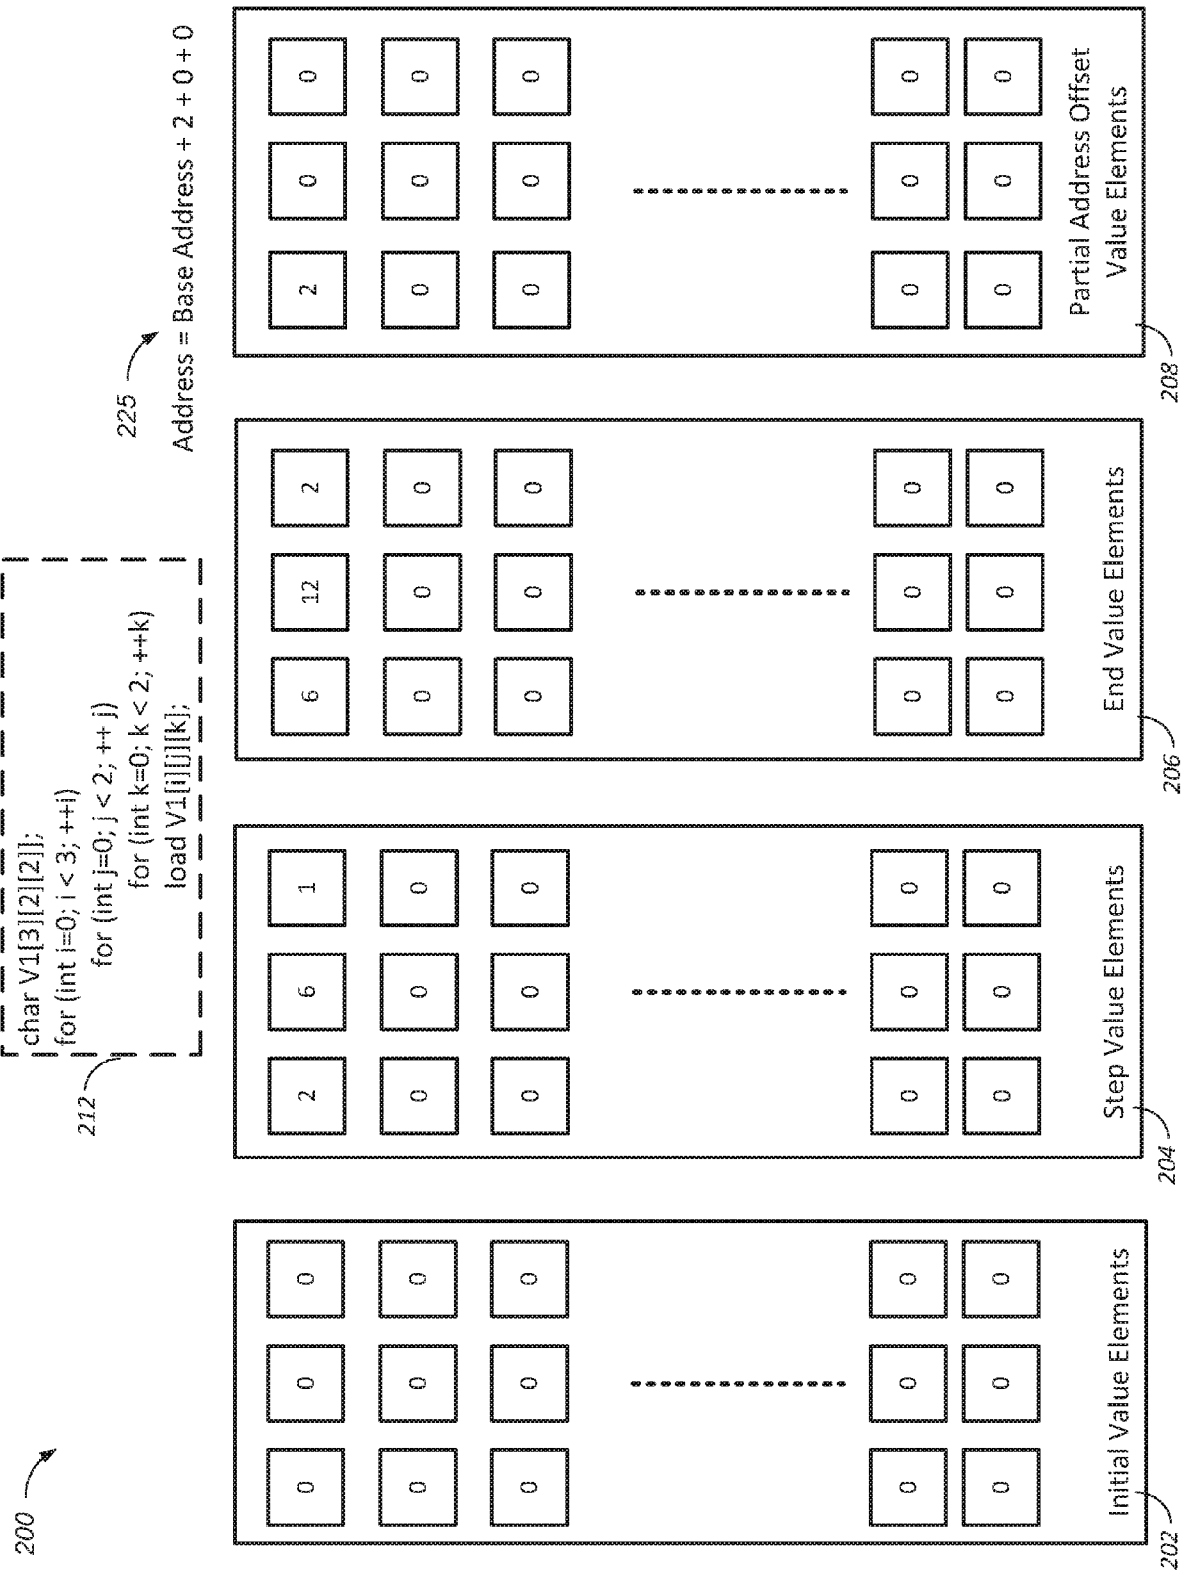 200
212
char V1[3][2][2]];
for (int i=0; i < 3; ++i)
for (int j=0; j < 2; ++ j)
for (int k=0; k < 2; ++k)
load V1[i][j][k];
225
Address = Base Address + 2 + 0 + 0
0 0 0
0 0 0
0 0 0
0 0 0
0 0 0
Initial Value Elements
202
2 6 1
0 0 0
0 0 0
0 0 0
0 0 0
Step Value Elements
204
6 12 2
0 0 0
0 0 0
0 0 0
0 0 0
End Value Elements
206
2 0 0
0 0 0
0 0 0
0 0 0
0 0 0
Partial Address Offset
Value Elements
208